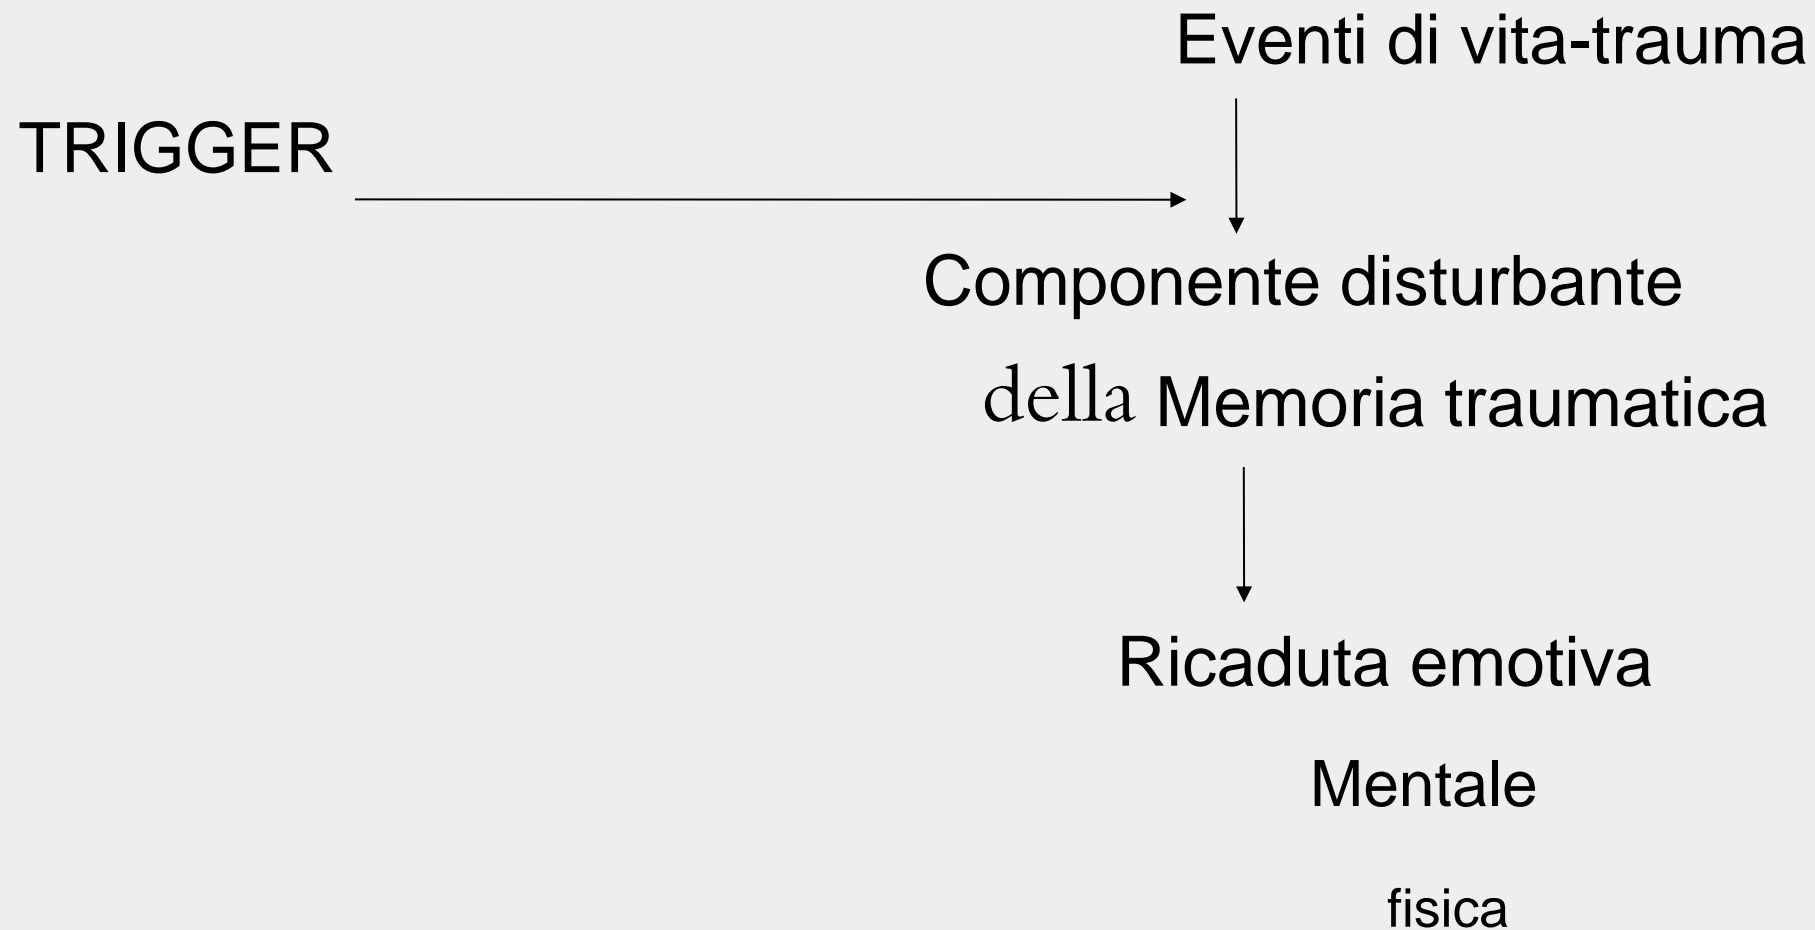 Eventi di vita-trauma
TRIGGER
Componente disturbante
della Memoria traumatica
Ricaduta emotiva
Mentale
fisica